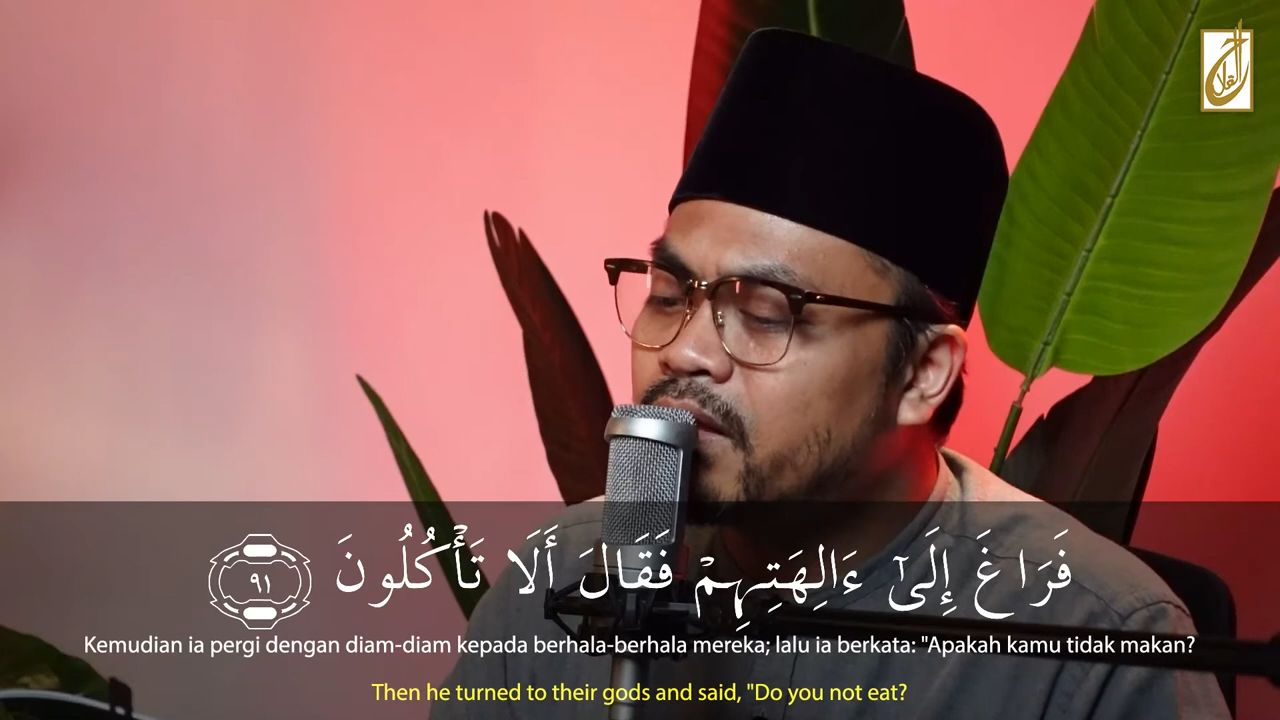 فَرَاغَ إِلَىٰٓ ءَالِهَتِهِمْ فَقَالَ أَلَا تَأْكُلُونَ ٩١
Kemudian ia pergi dengan diam-diam kepada berhala-berhala mereka; lalu ia berkata: "Apakah kamu tidak makan?
Then he turned to their gods and said, "Do you not eat?